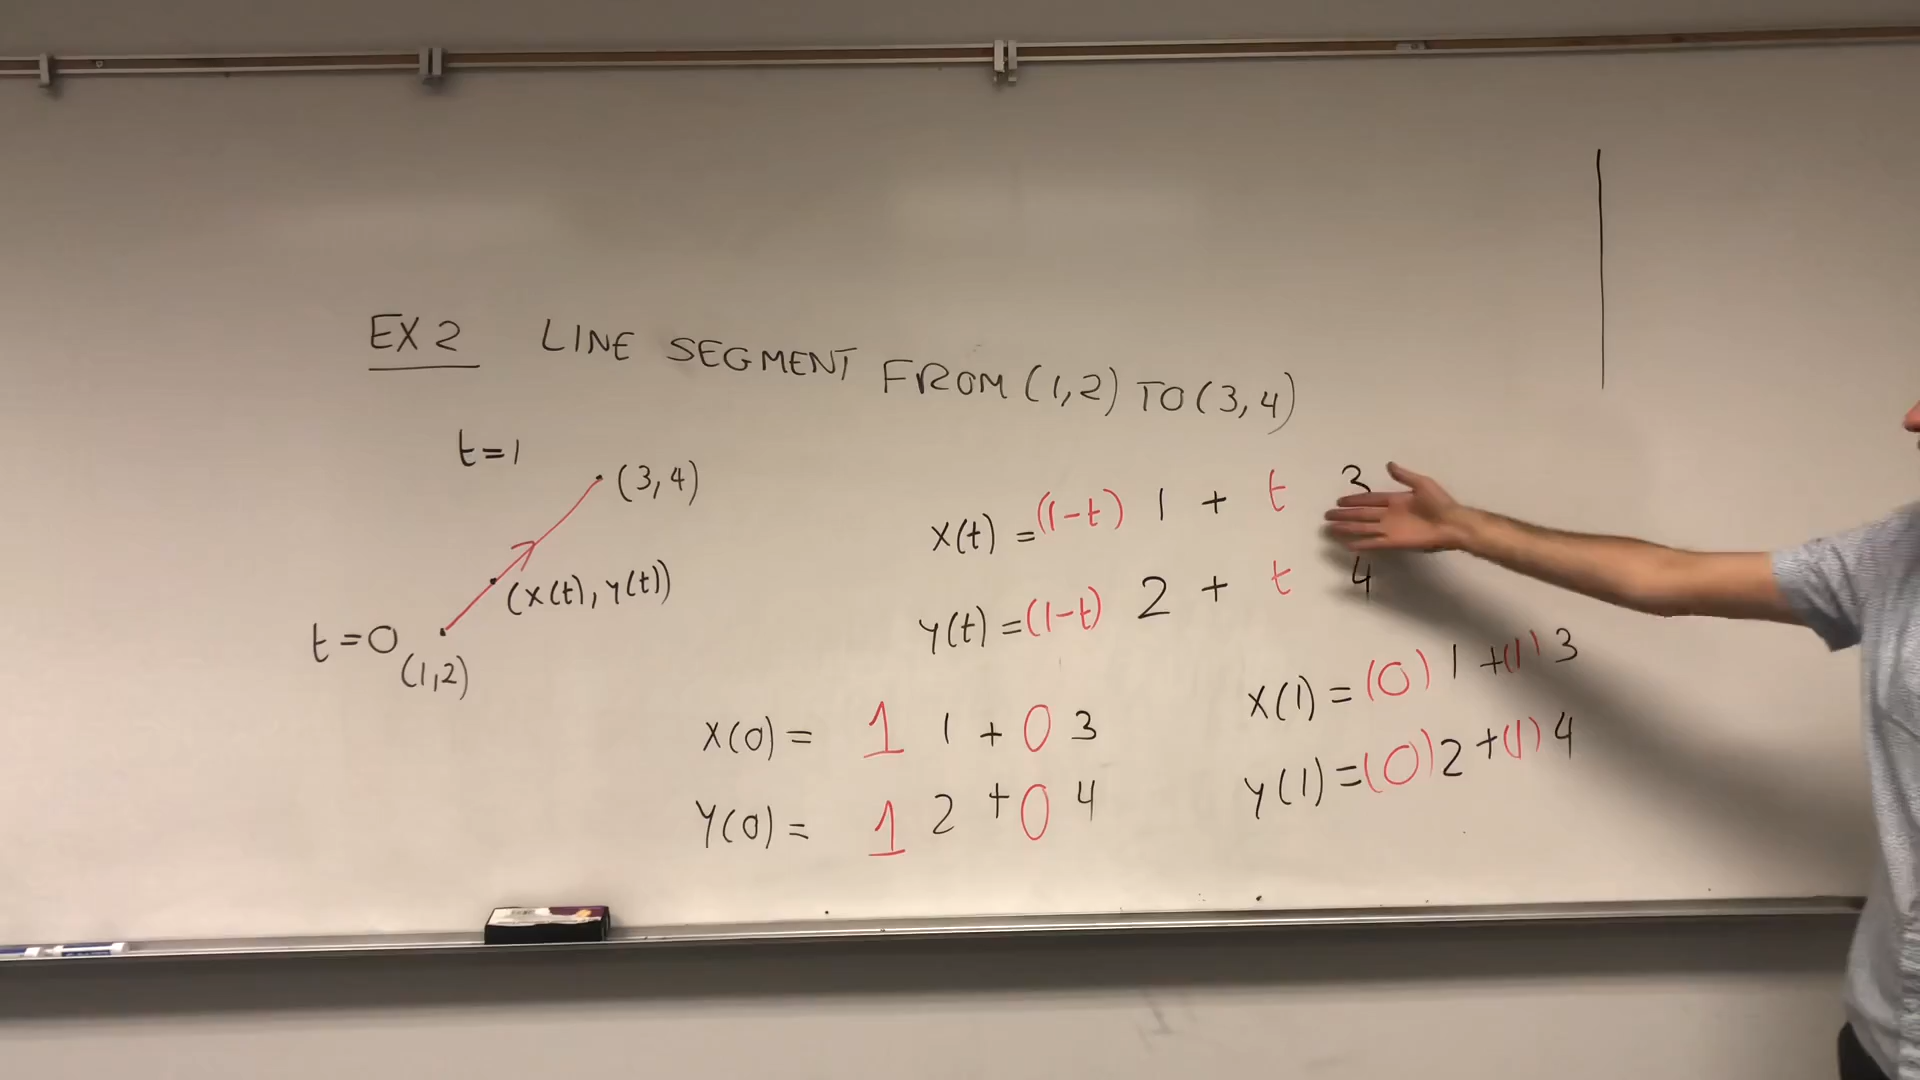 EX 2 LINE SEGMENT FROM (1,2) TO (3,4)
t=1
(3,4)
(x(t), y(t))
t=0
(1,2)
x(t) = (1-t) 1 + t 3
y(t) = (1-t) 2 + t 4
x(0) = 1 1 + 0 3
y(0) = 1 2 + 0 4
x(1) = (0) 1 + (1) 3
y(1) = (0) 2 + (1) 4